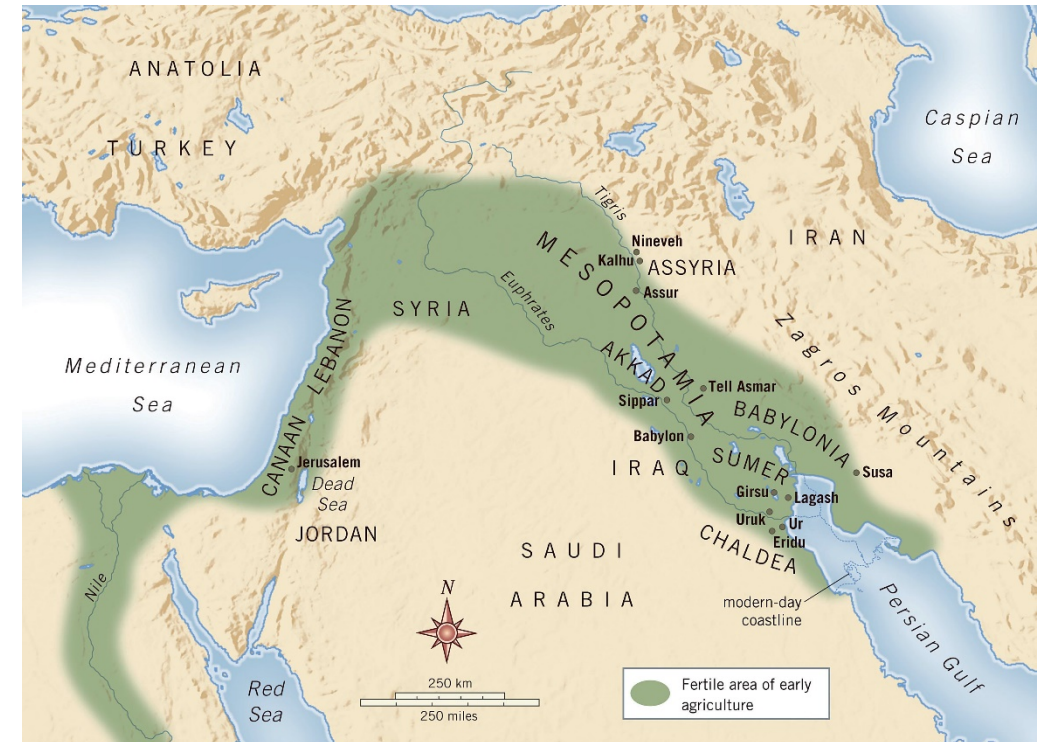 ANATOLIA
TURKEY
Caspian
Sea
Tigris
IRAN
Nineveh
Kalhu
ASSYRIA
Assur
MESOPOTAMIA
Euphrates
SYRIA
Zagros Mountains
Mediterranean
Sea
LEBANON
AKKAD
Tell Asmar
Sippar
BABYLONIA
Babylon
CANAAN
Jerusalem
Dead
Sea
IRAQ
SUMER
Susa
Girsu
Lagash
Uruk
Ur
Eridu
JORDAN
CHALDEA
SAUDI
ARABIA
Nile
N
modern-day
coastline
Persian Gulf
Red
Sea
250 km
250 miles
Fertile area of early
agriculture